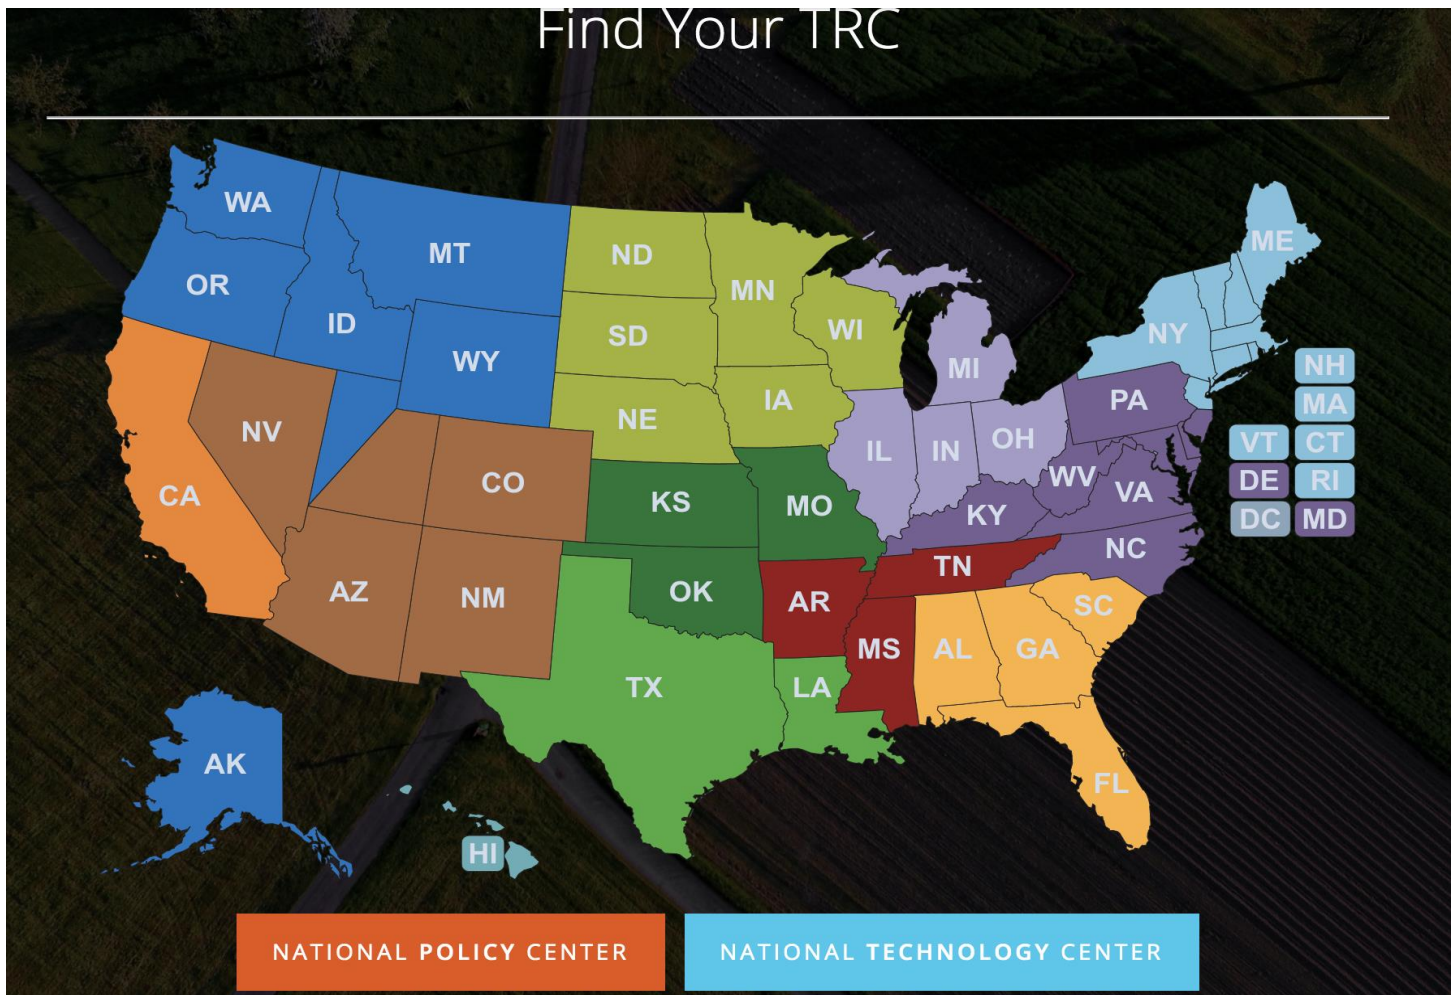 Find Your TRC
WA
MT
ND
MN
ME
OR
ID
SD
WI
NY
WY
MI
NH
NE
IA
PA
MA
NV
OH
VT
CT
CO
IL
IN
CA
KS
MO
WV
VA
DE
RI
KY
DC
MD
NC
AZ
NM
OK
AR
TN
SC
MS
AL
GA
TX
LA
AK
FL
HI
NATIONAL POLICY CENTER
NATIONAL TECHNOLOGY CENTER